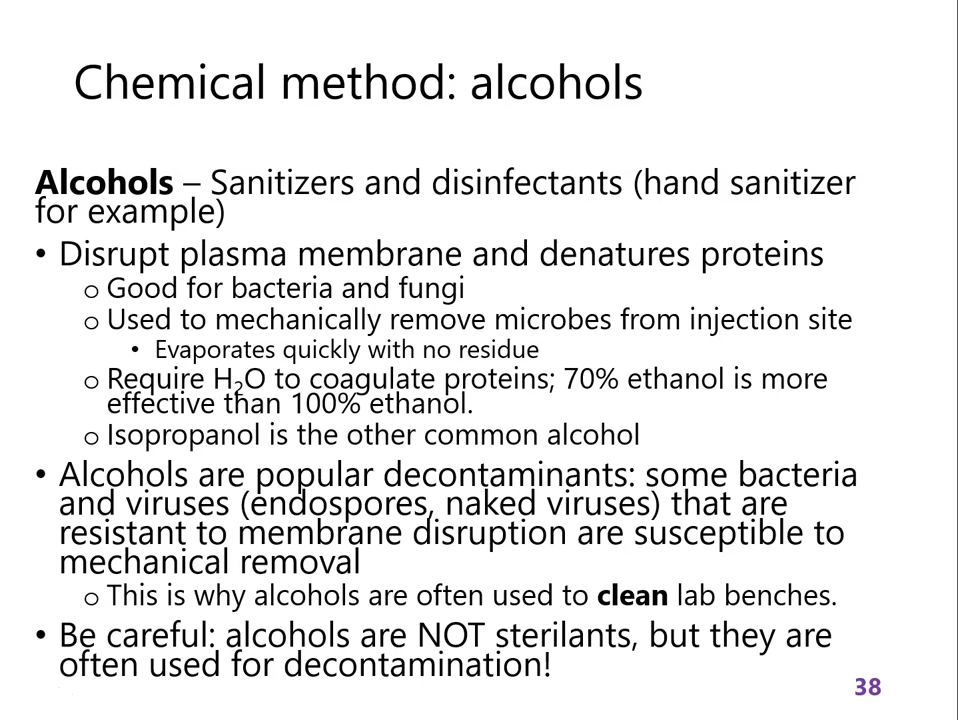 Chemical method: alcohols
Alcohols – Sanitizers and disinfectants (hand sanitizer
for example)
• Disrupt plasma membrane and denatures proteins
o Good for bacteria and fungi
o Used to mechanically remove microbes from injection site
• Evaporates quickly with no residue
o Require H₂O to coagulate proteins; 70% ethanol is more
effective than 100% ethanol.
o Isopropanol is the other common alcohol
• Alcohols are popular decontaminants: some bacteria
and viruses (endospores, naked viruses) that are
resistant to membrane disruption are susceptible to
mechanical removal
o This is why alcohols are often used to clean lab benches.
• Be careful: alcohols are NOT sterilants, but they are
often used for decontamination!
38